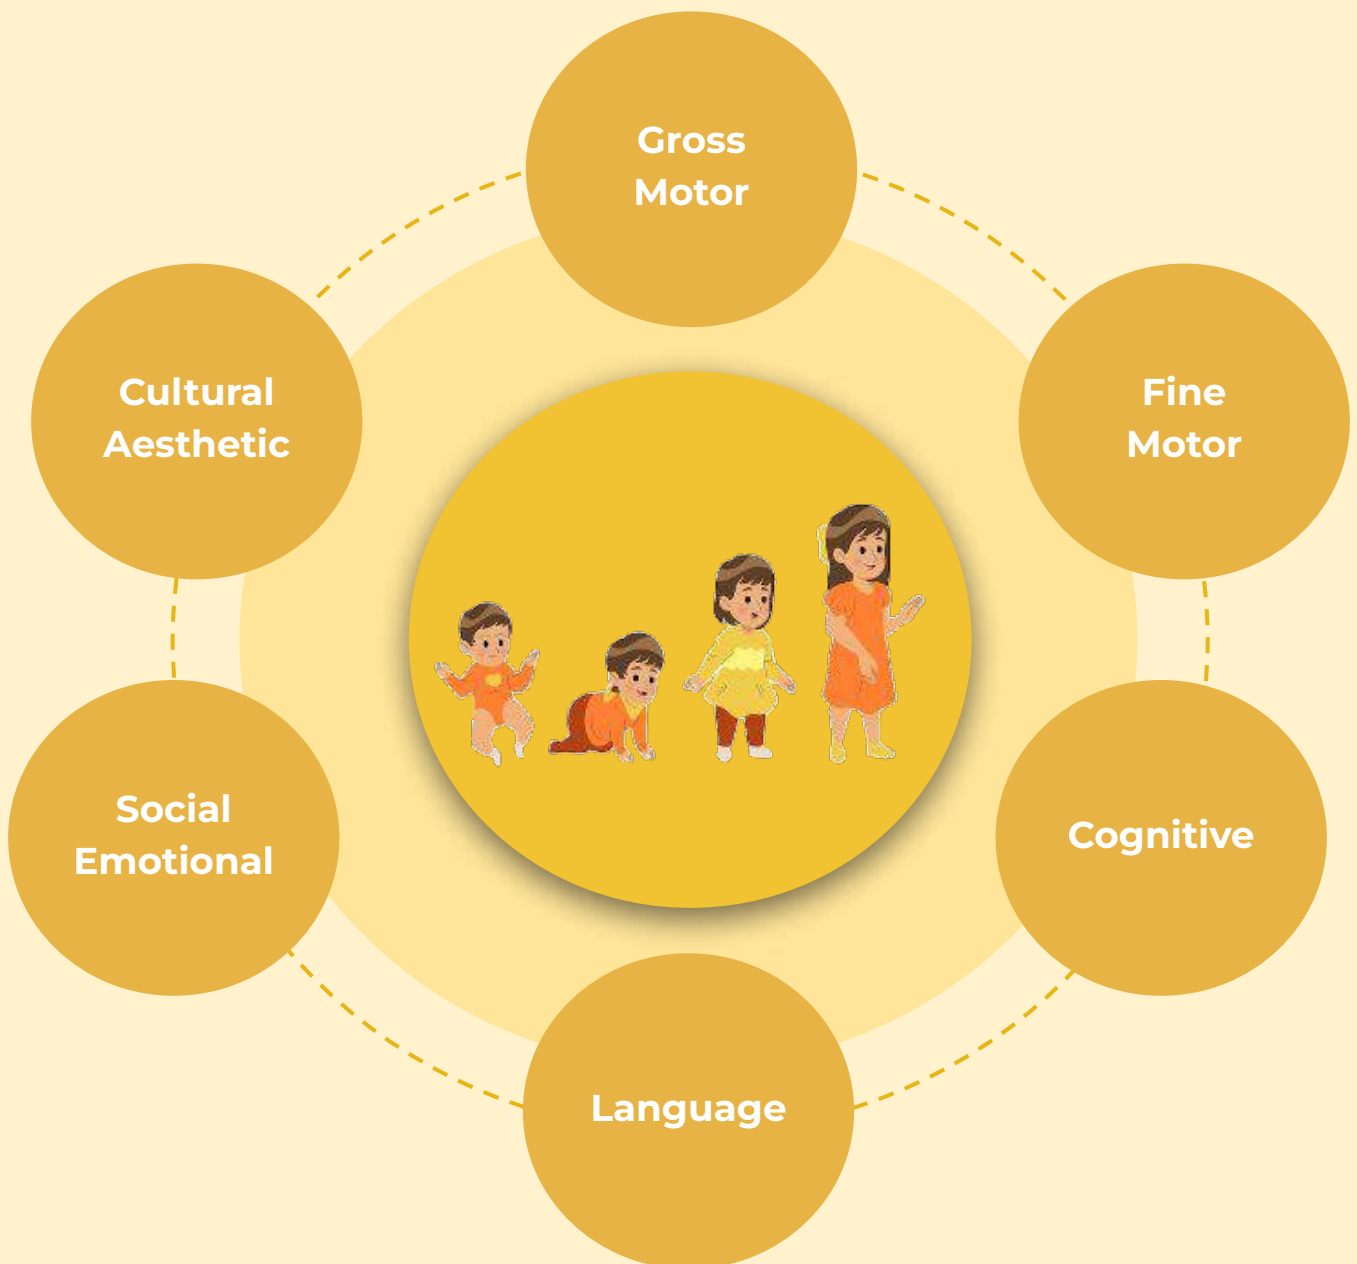 Gross
Motor
Fine
Motor
Cognitive
Language
Social
Emotional
Cultural
Aesthetic